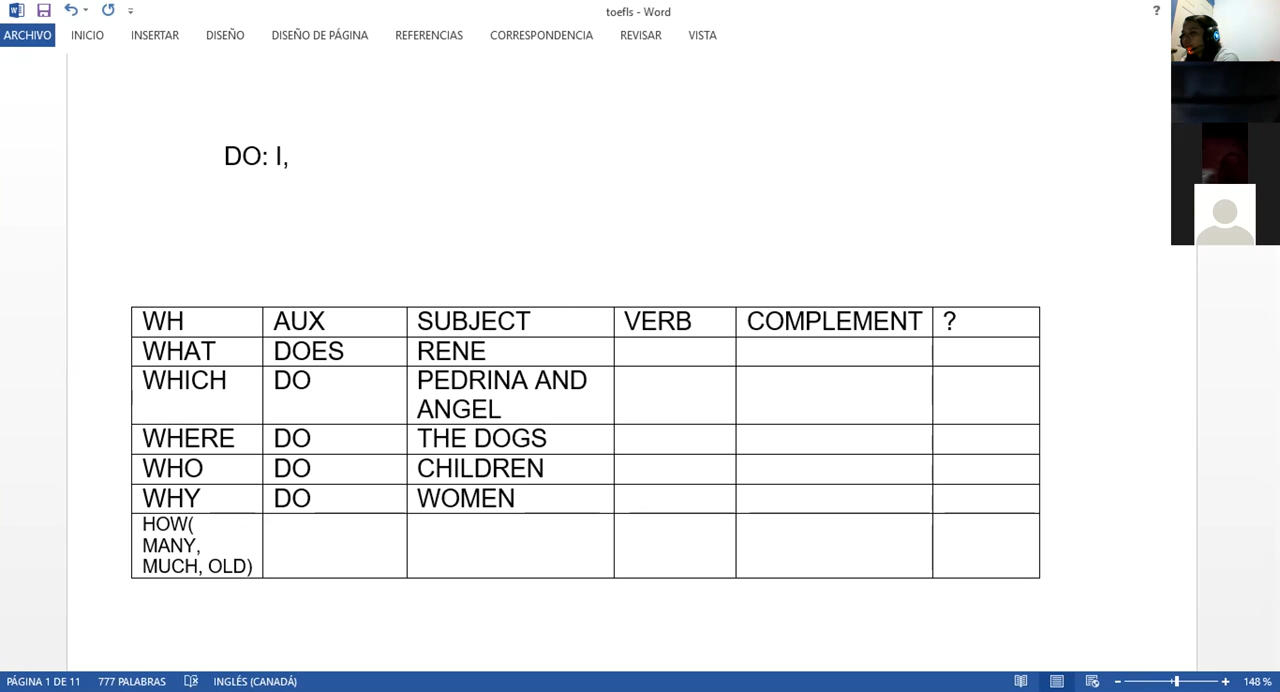 toefls - Word
?
ARCHIVO INICIO INSERTAR DISEÑO DISEÑO DE PÁGINA REFERENCIAS CORRESPONDENCIA REVISAR VISTA
DO: I,
WH AUX SUBJECT VERB COMPLEMENT ?
WHAT DOES RENE
WHICH DO PEDRINA AND
ANGEL
WHERE DO THE DOGS
WHO DO CHILDREN
WHY DO WOMEN
HOW(
MANY,
MUCH, OLD)
PÁGINA 1 DE 11 777 PALABRAS INGLÉS (CANADÁ) 148 %